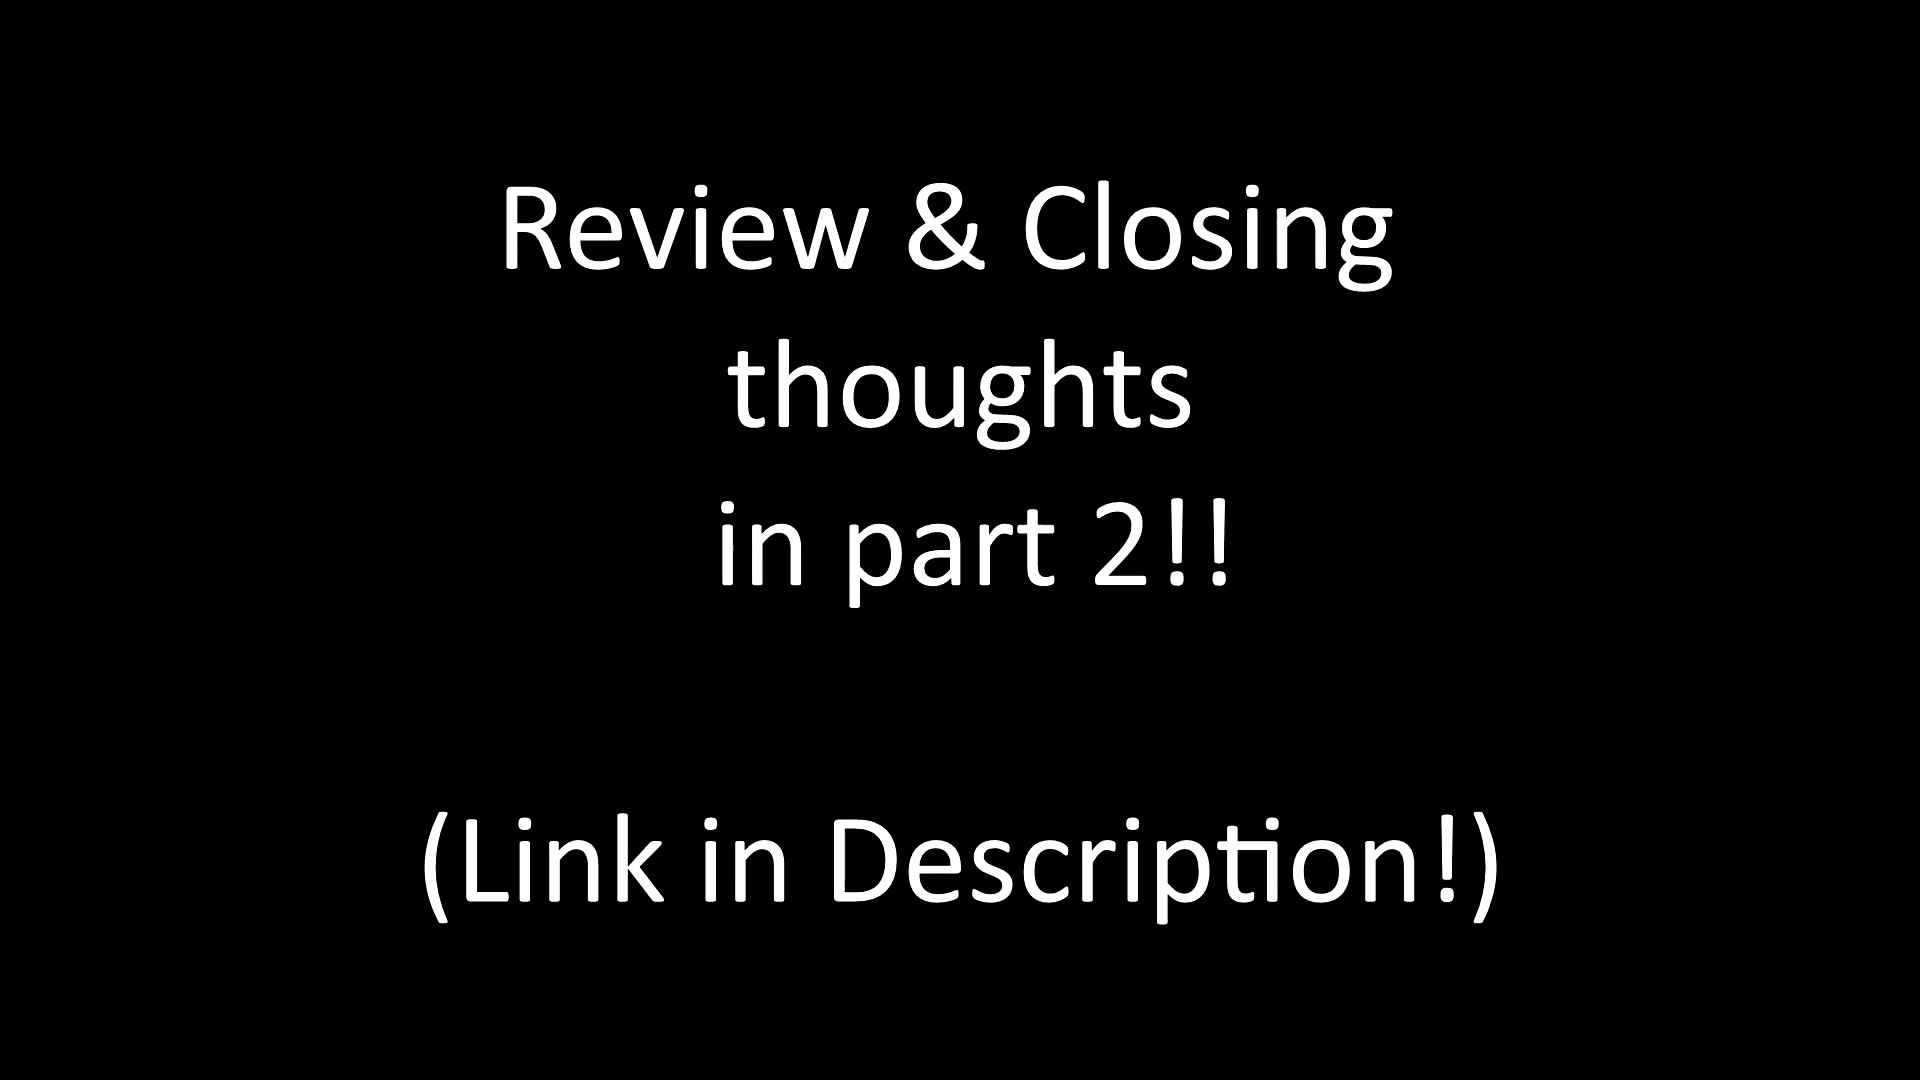 Review & Closing
thoughts
in part 2!!
(Link in Description!)